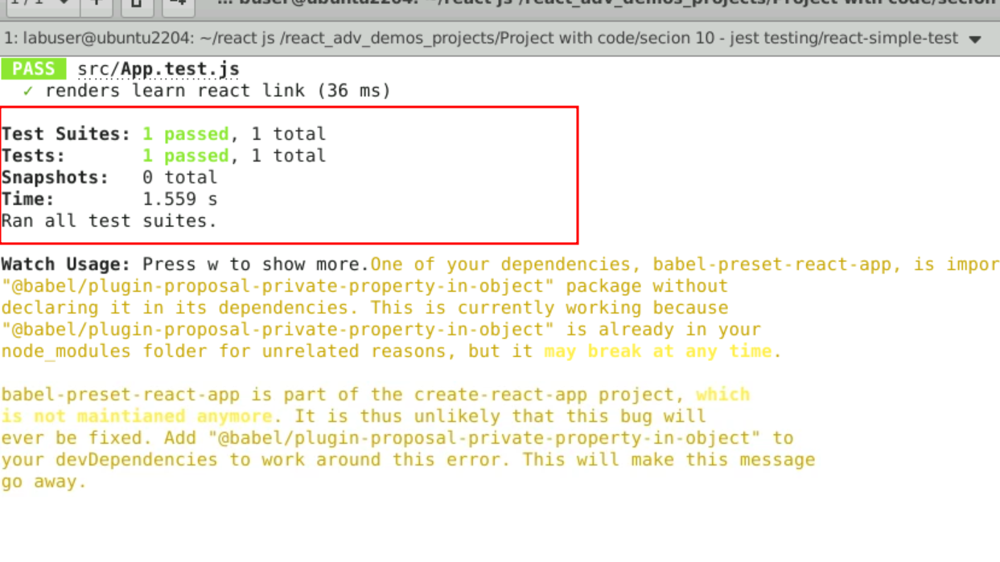 ... buser@ubuntu2204: ~/react js /react_adv_demos_projects/Project with code/secion
1: labuser@ubuntu2204: ~/react js /react_adv_demos_projects/Project with code/secion 10 - jest testing/react-simple-test
PASS src/App.test.js
✓ renders learn react link (36 ms)
Test Suites: 1 passed, 1 total
Tests: 1 passed, 1 total
Snapshots: 0 total
Time: 1.559 s
Ran all test suites.
Watch Usage: Press w to show more.One of your dependencies, babel-preset-react-app, is impor
"@babel/plugin-proposal-private-property-in-object" package without
declaring it in its dependencies. This is currently working because
"@babel/plugin-proposal-private-property-in-object" is already in your
node_modules folder for unrelated reasons, but it may break at any time.
babel-preset-react-app is part of the create-react-app project, which
is not maintianed anymore. It is thus unlikely that this bug will
ever be fixed. Add "@babel/plugin-proposal-private-property-in-object" to
your devDependencies to work around this error. This will make this message
go away.